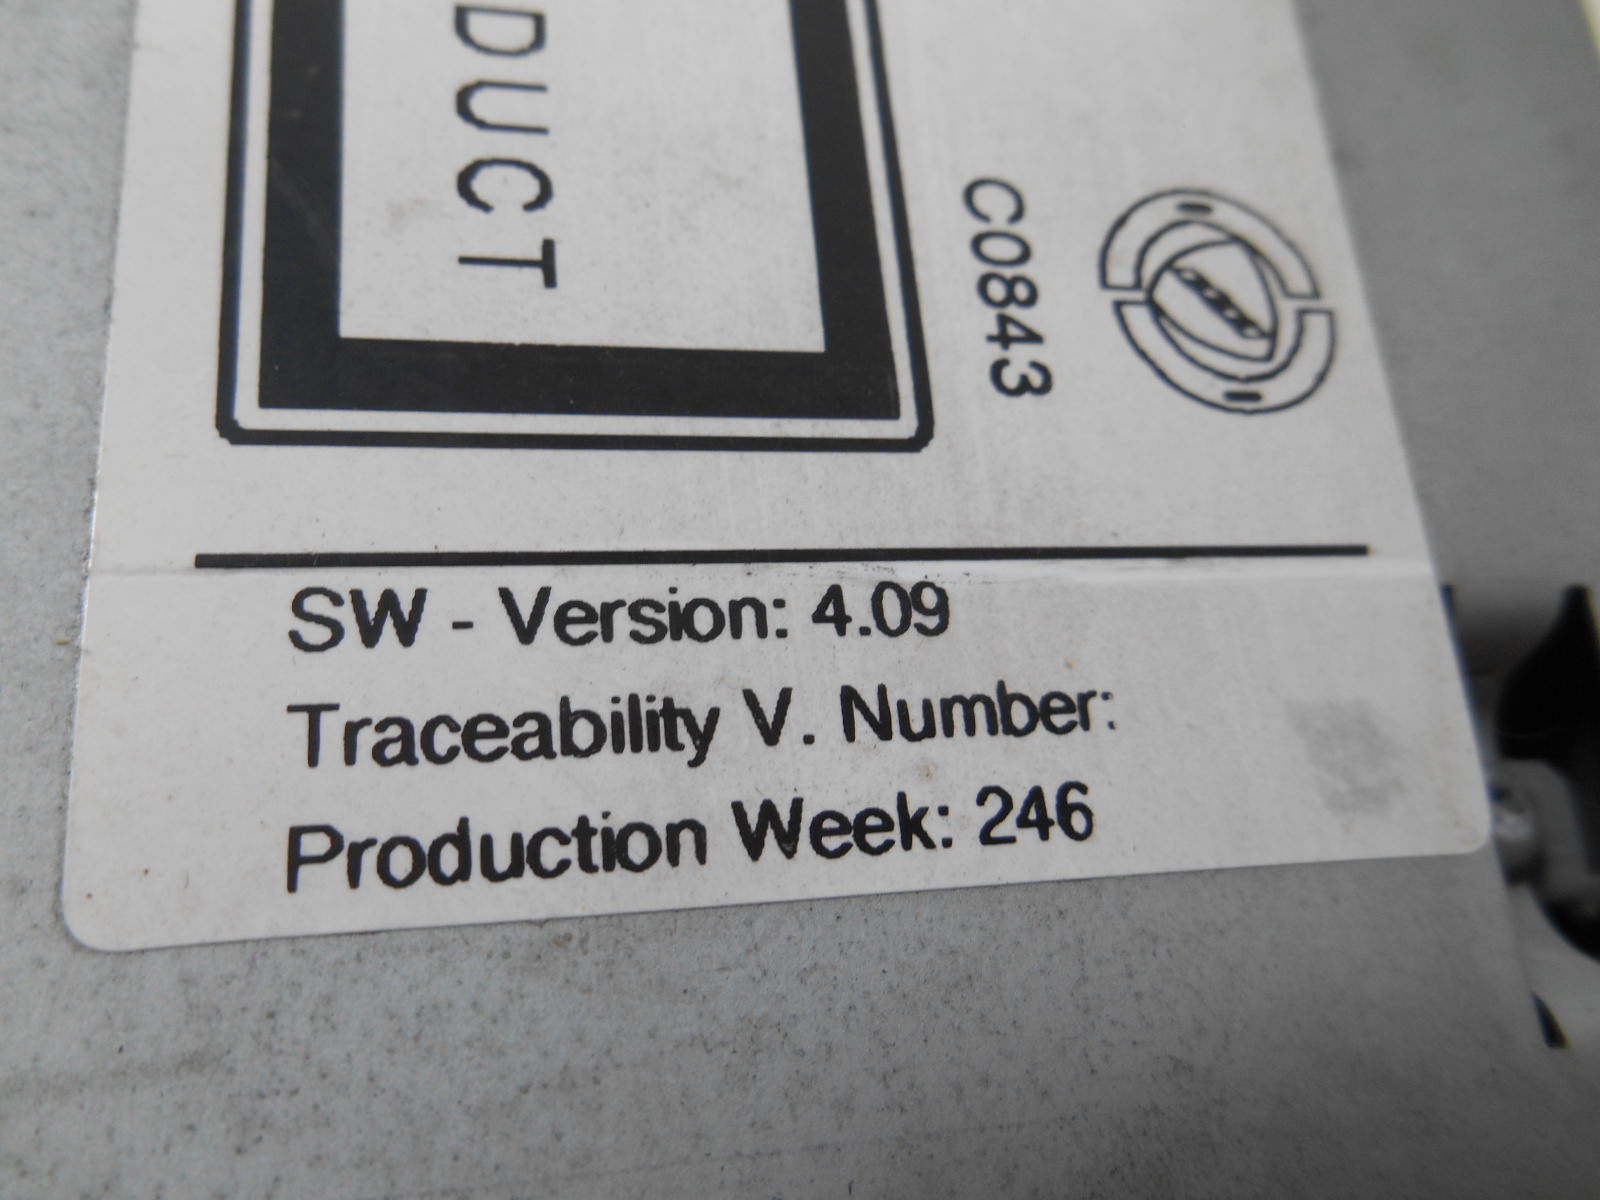 DUCT
C0843
SW - Version: 4.09
Traceability V. Number:
Production Week: 246